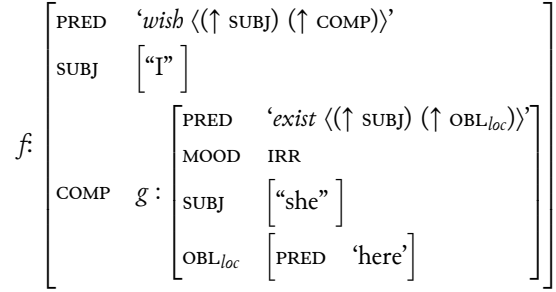 PRED ‘wish ⟨(↑ SUBJ) (↑ COMP)⟩’
SUBJ [“I” ]
f:
PRED ‘exist ⟨(↑ SUBJ) (↑ OBLloc)⟩’
MOOD IRR
COMP g :
SUBJ [“she” ]
OBLloc [PRED ‘here’]